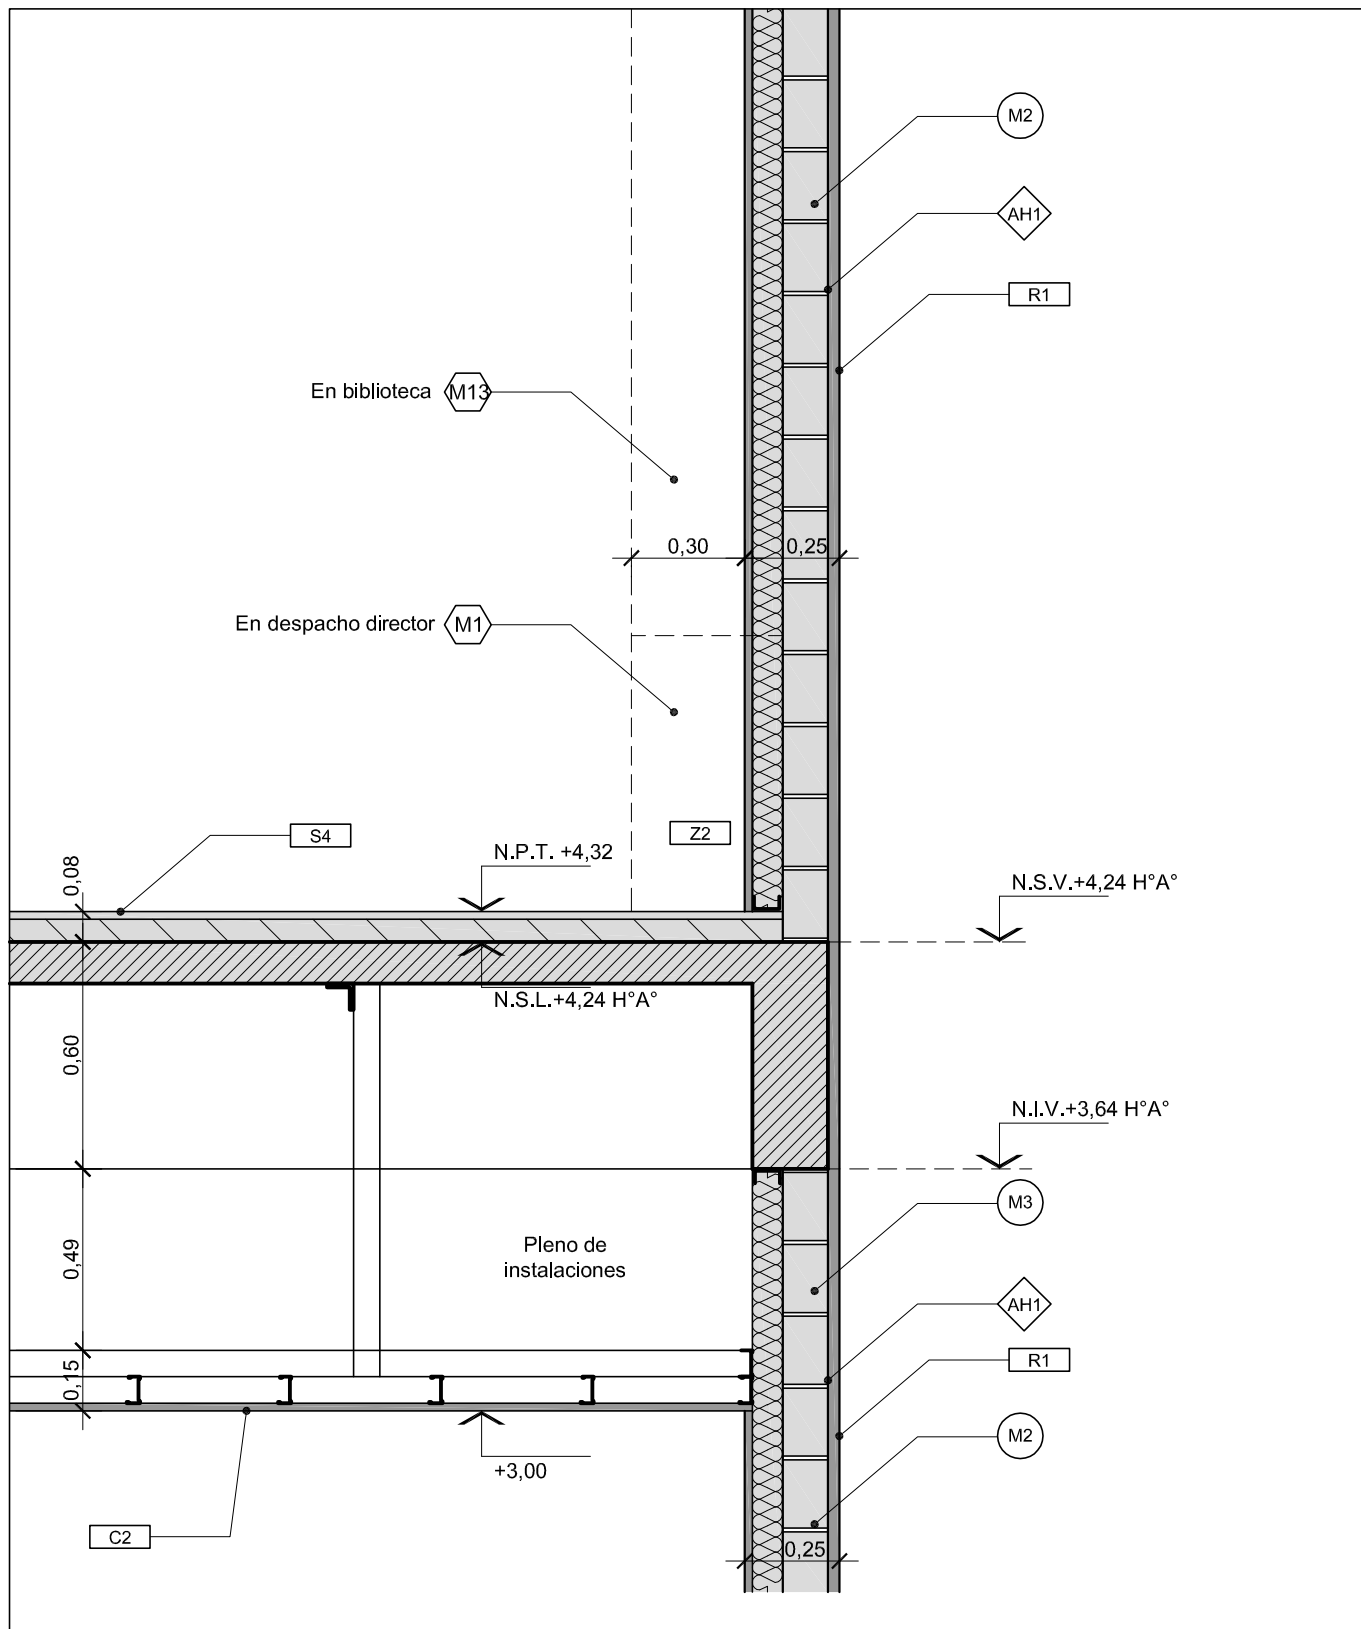 M2
AH1
R1
En biblioteca M13
0,30 0,25
En despacho director M1
S4 Z2
0,08
N.P.T. +4,32
N.S.V.+4,24 H°A°
N.S.L.+4,24 H°A°
0,60
N.I.V.+3,64 H°A°
M3
0,49
Pleno de
instalaciones
AH1
R1
0,15
M2
+3,00
C2
0,25